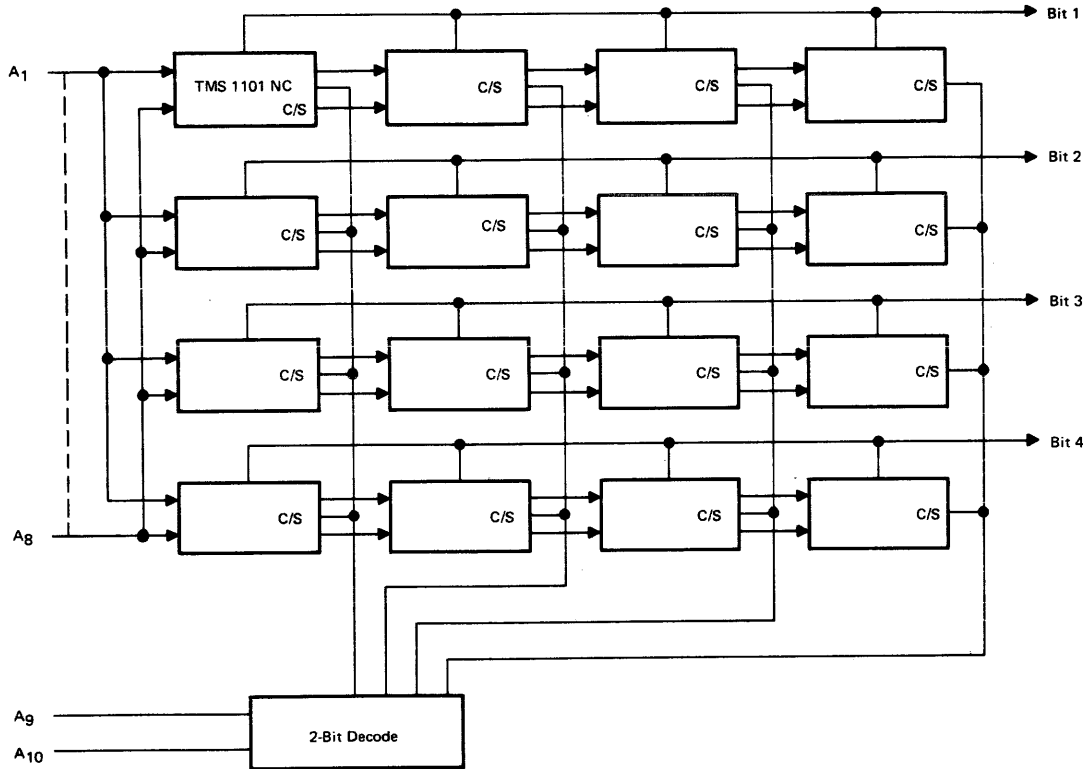 Bit 1
A1
TMS 1101 NC
C/S
C/S
C/S
C/S
Bit 2
C/S
C/S
C/S
C/S
Bit 3
C/S
C/S
C/S
C/S
Bit 4
C/S
C/S
C/S
C/S
A8
A9
2-Bit Decode
A10